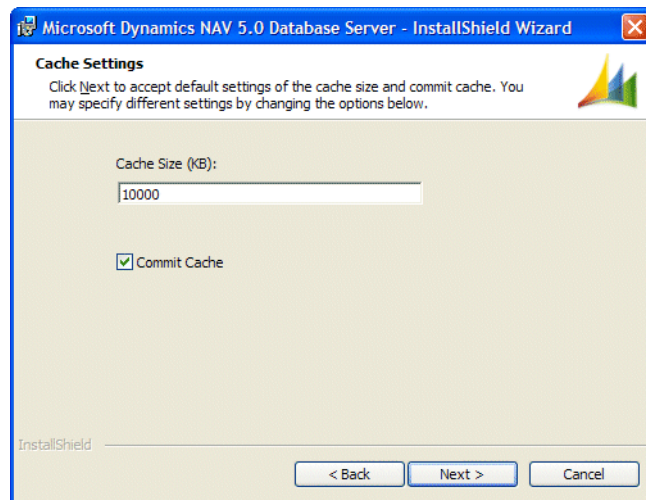 Microsoft Dynamics NAV 5.0 Database Server - InstallShield Wizard
Cache Settings
Click Next to accept default settings of the cache size and commit cache. You
may specify different settings by changing the options below.
Cache Size (KB):
10000
Commit Cache
InstallShield
< Back
Next >
Cancel